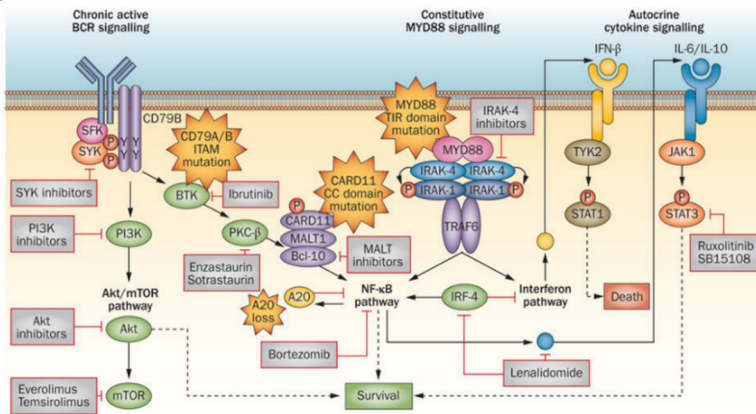 Chronic active
BCR signalling
Constitutive
MYD88 signalling
Autocrine
cytokine signalling
IFN-β
IL-6/IL-10
CD79B
SFK
SYK
P
P
Y Y
Y Y
CD79A/B
ITAM
mutation
MYD88
TIR domain
mutation
IRAK-4
inhibitors
MYD88
IRAK-4
IRAK-4
P
IRAK-1
IRAK-1
P
TRAF6
TYK2
JAK1
P
STAT1
P
STAT3
SYK inhibitors
BTK
Ibrutinib
CARD11
CC domain
mutation
P
CARD11
MALT1
Bcl-10
PI3K
inhibitors
PI3K
PKC-β
MALT
inhibitors
Enzastaurin
Sotrastaurin
Ruxolitinib
SB15108
Akt/mTOR
pathway
A20
loss
A20
NF-κB
pathway
IRF-4
Interferon
pathway
Death
Akt
inhibitors
Akt
Bortezomib
Lenalidomide
Everolimus
Temsirolimus
mTOR
Survival